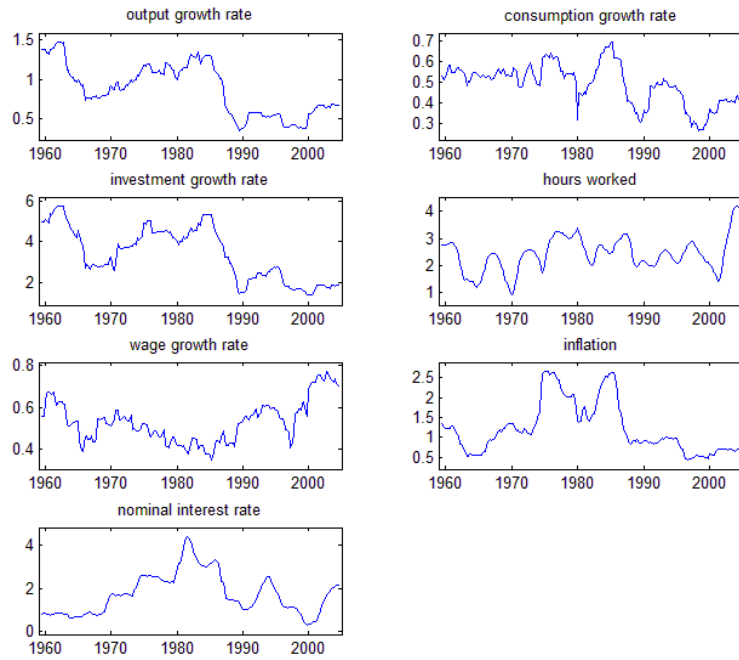 output growth rate
1.5
1
0.5
1960 1970 1980 1990 2000
consumption growth rate
0.7
0.6
0.5
0.4
0.3
1960 1970 1980 1990 2000
investment growth rate
6
4
2
1960 1970 1980 1990 2000
hours worked
4
3
2
1
1960 1970 1980 1990 2000
wage growth rate
0.8
0.6
0.4
1960 1970 1980 1990 2000
inflation
2.5
2
1.5
1
0.5
1960 1970 1980 1990 2000
nominal interest rate
4
2
0
1960 1970 1980 1990 2000